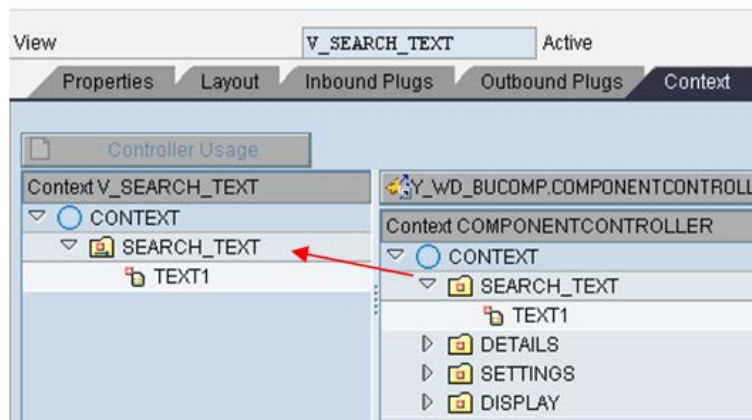 View V_SEARCH_TEXT Active
Properties Layout Inbound Plugs Outbound Plugs Context
Controller Usage
Context V_SEARCH_TEXT
CONTEXT
SEARCH_TEXT
TEXT1
Y_WD_BUCOMP.COMPONENTCONTROLL
Context COMPONENTCONTROLLER
CONTEXT
SEARCH_TEXT
TEXT1
DETAILS
SETTINGS
DISPLAY